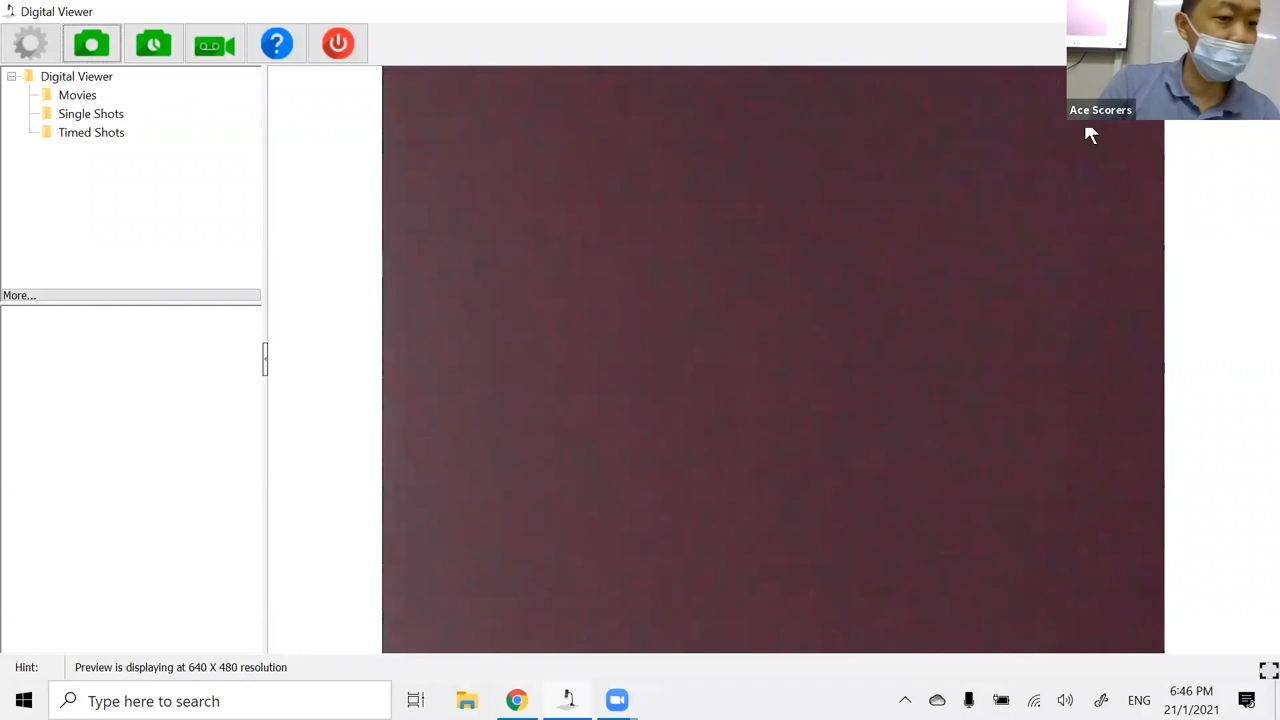 Digital Viewer
Ace Scorers
Digital Viewer
Movies
Single Shots
Timed Shots
More...
Hint:
Preview is displaying at 640 X 480 resolution
Type here to search
ENG
6:46 PM
21/1/2021